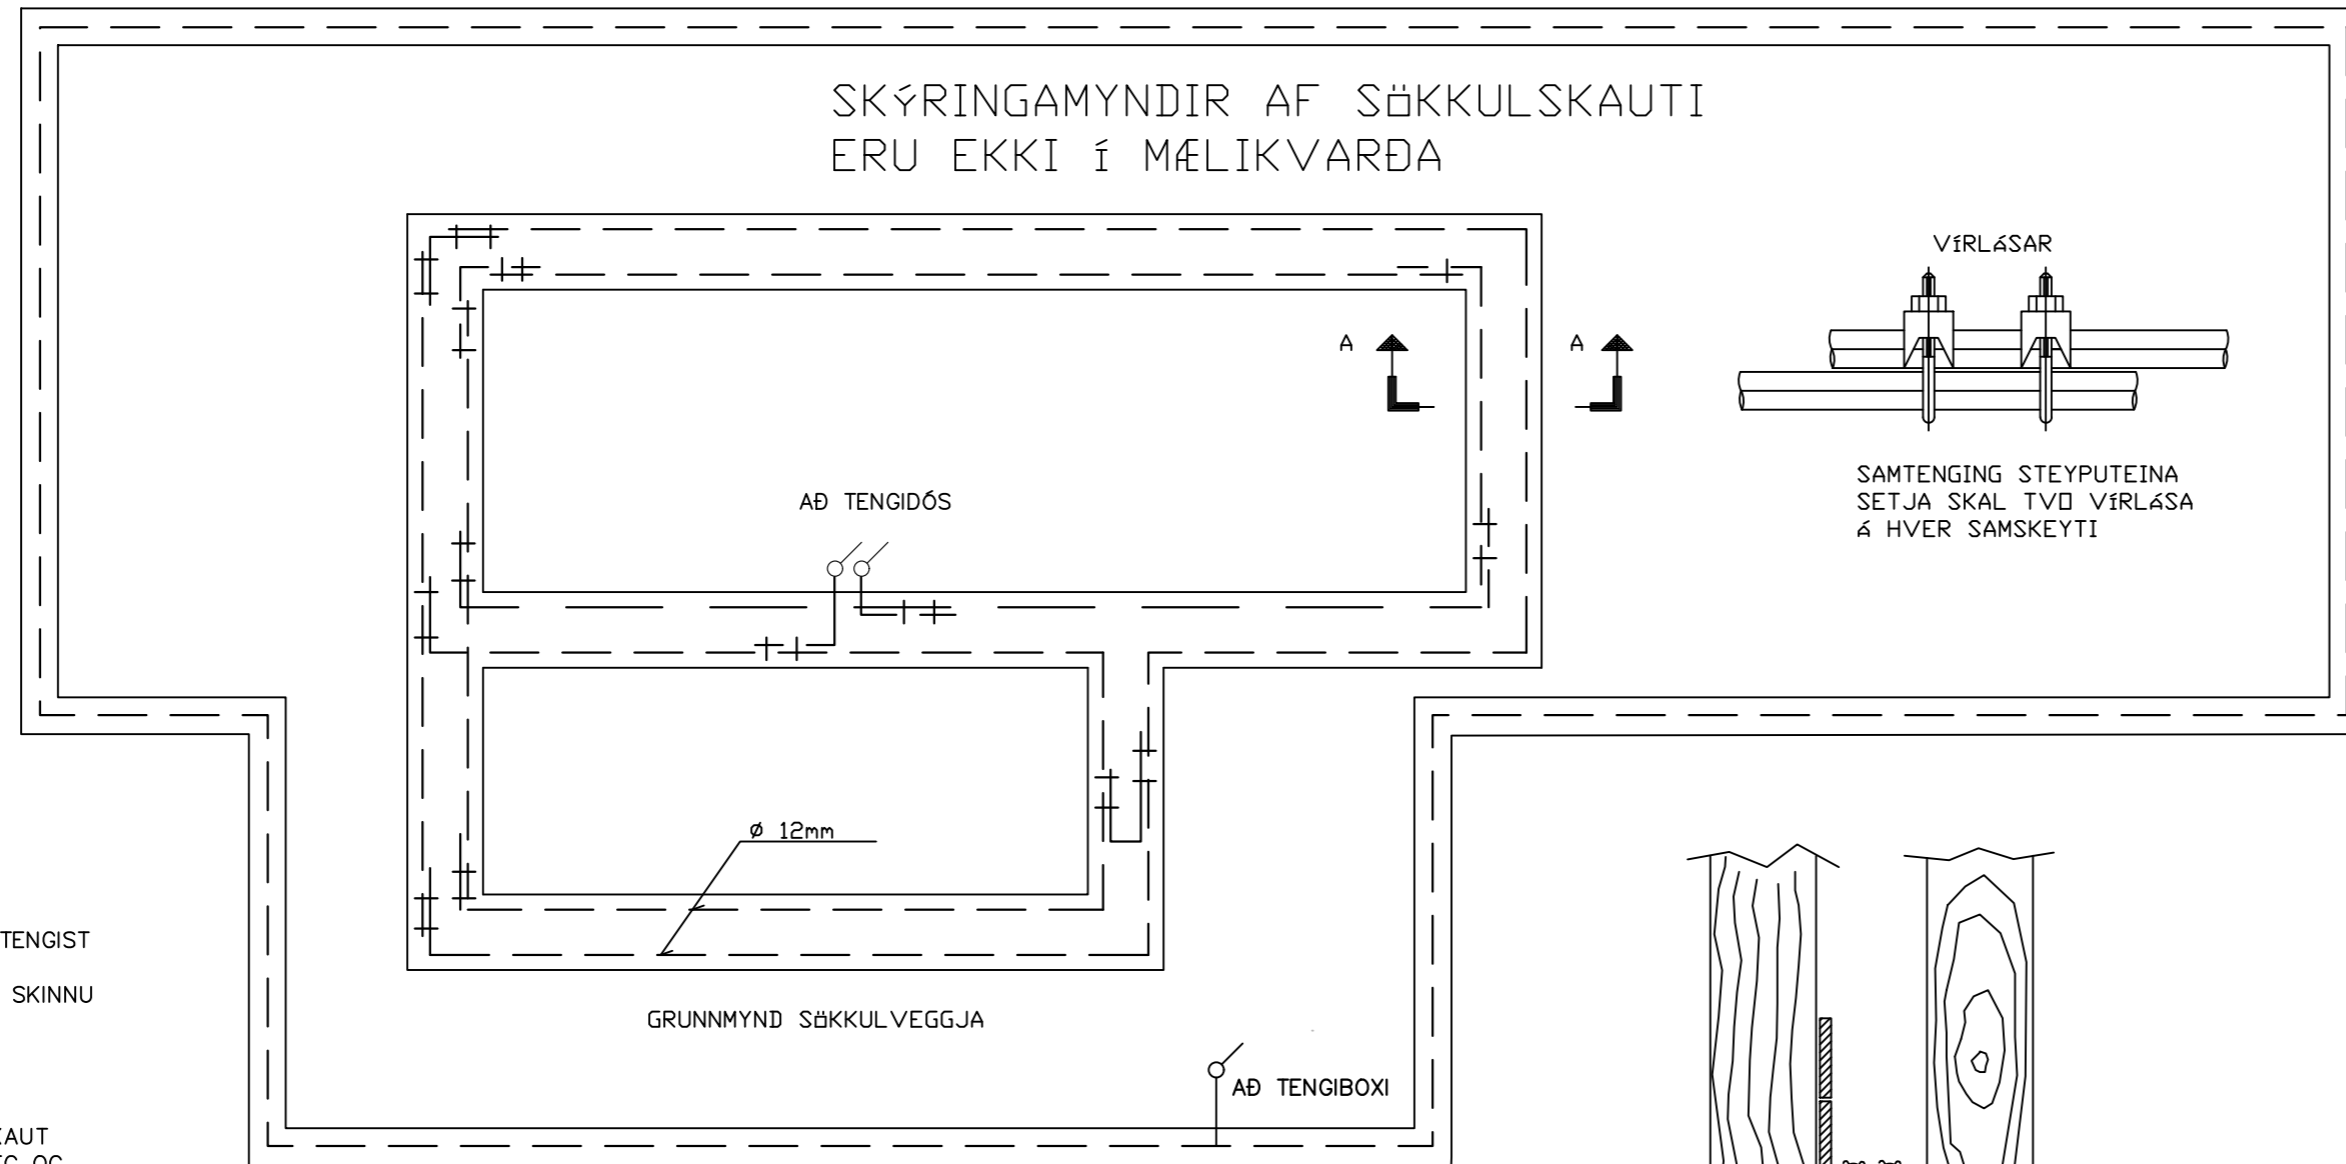 SKÝRINGAMYNDIR AF SÖKKULSKAUTI
ERU EKKI Í MÆLIKVARÐA
VÍRLÁSAR
A
A
SAMTENGING STEYPUTEINA
SETJA SKAL TVO VÍRLÁSA
Á HVER SAMSKEYTI
AÐ TENGIDÓS
ø 12mm
TENGIST
SKINNU
GRUNNMYND SÖKKULVEGGJA
AÐ TENGIBOXI
OG